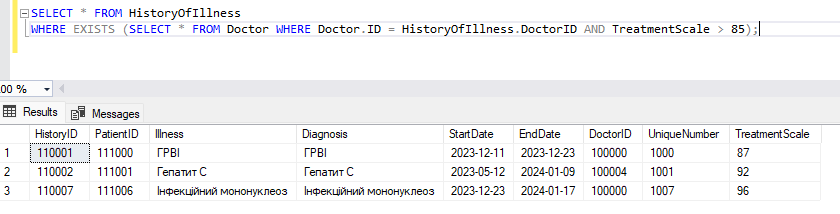 SELECT * FROM HistoryOfIllness
WHERE EXISTS (SELECT * FROM Doctor WHERE Doctor.ID = HistoryOfIllness.DoctorID AND TreatmentScale > 85);
00 %
Results Messages
HistoryID PatientID Illness Diagnosis StartDate EndDate DoctorID UniqueNumber TreatmentScale
1 110001 111000 ГРВІ ГРВІ 2023-12-11 2023-12-23 100000 1000 87
2 110002 111001 Гепатит C Гепатит C 2023-05-12 2024-01-09 100004 1001 92
3 110007 111006 Інфекційний мононуклеоз Інфекційний мононуклеоз 2023-12-23 2024-01-17 100000 1007 96